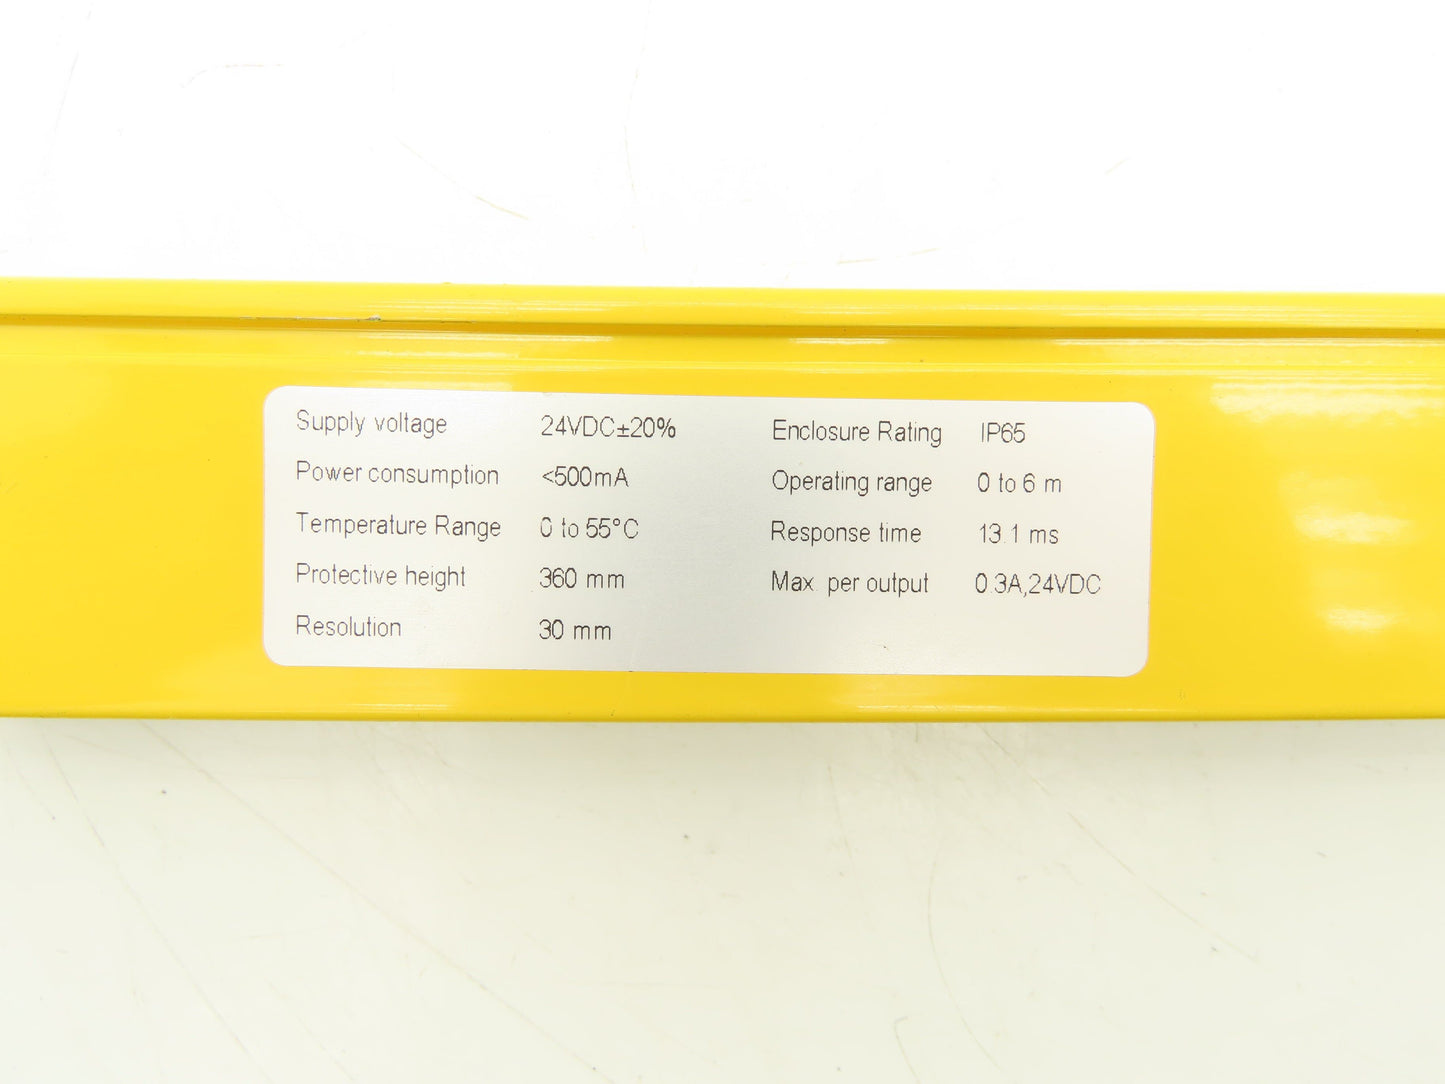 Supply voltage 24VDC±20% Enclosure Rating IP65
Power consumption <500mA Operating range 0 to 6 m
Temperature Range 0 to 55°C Response time 13.1 ms
Protective height 360 mm Max. per output 0.3A,24VDC
Resolution 30 mm